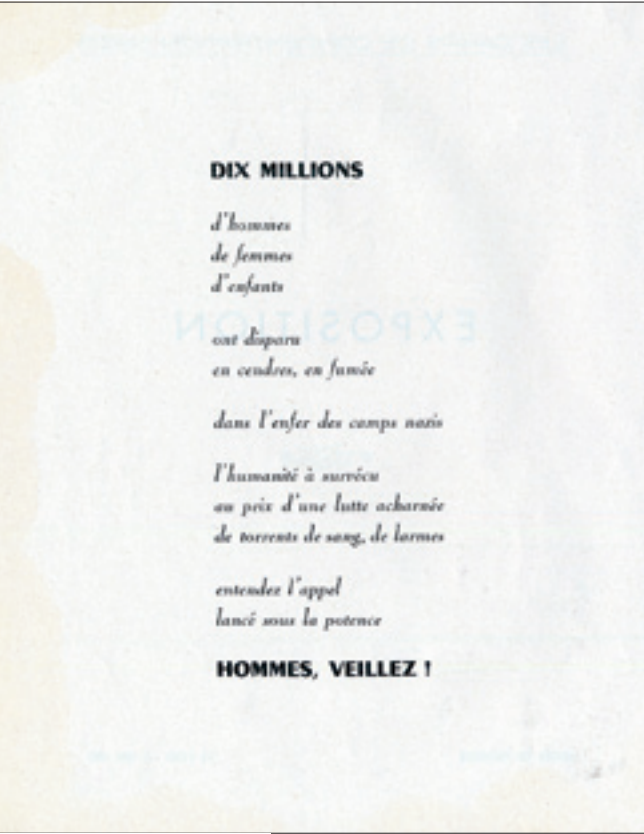 DIX MILLIONS
d'hommes
de femmes
d'enfants
ont disparu
en cendres, en fumée
dans l'enfer des camps nazis
l'humanité à survécu
au prix d'une lutte acharnée
de torrents de sang, de larmes
entendez l'appel
lancé sous la potence
HOMMES, VEILLEZ !
EXPOSITION